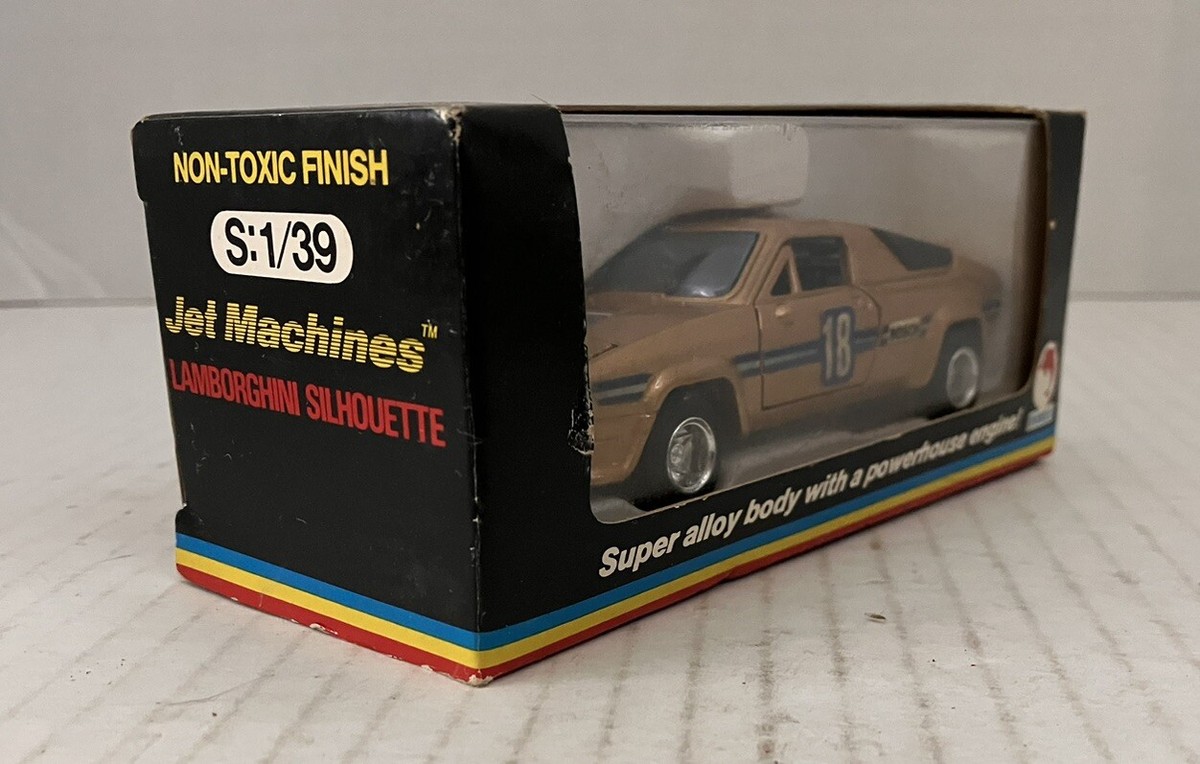 NON-TOXIC FINISH
S:1/39
Jet Machines™
LAMBORGHINI SILHOUETTE
18
Super alloy body with a powerhouse engine!